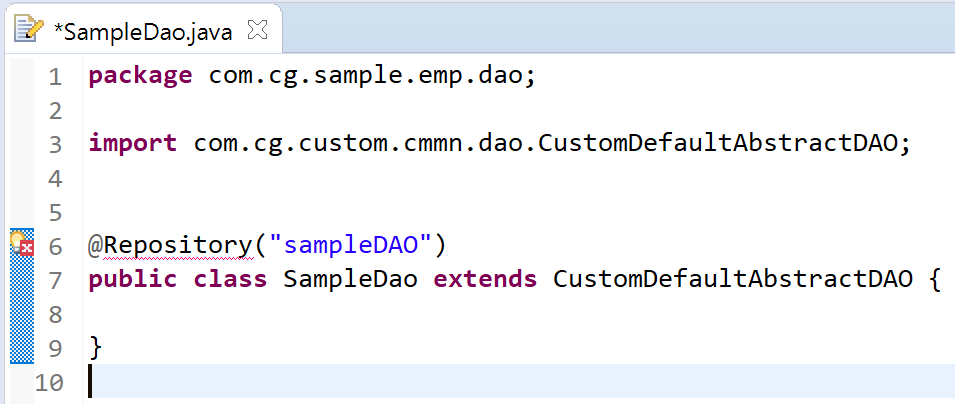 *SampleDao.java
1 package com.cg.sample.emp.dao;
2
3 import com.cg.custom.cmmn.dao.CustomDefaultAbstractDAO;
4
5
6 @Repository("sampleDAO")
7 public class SampleDao extends CustomDefaultAbstractDAO {
8
9 }
10